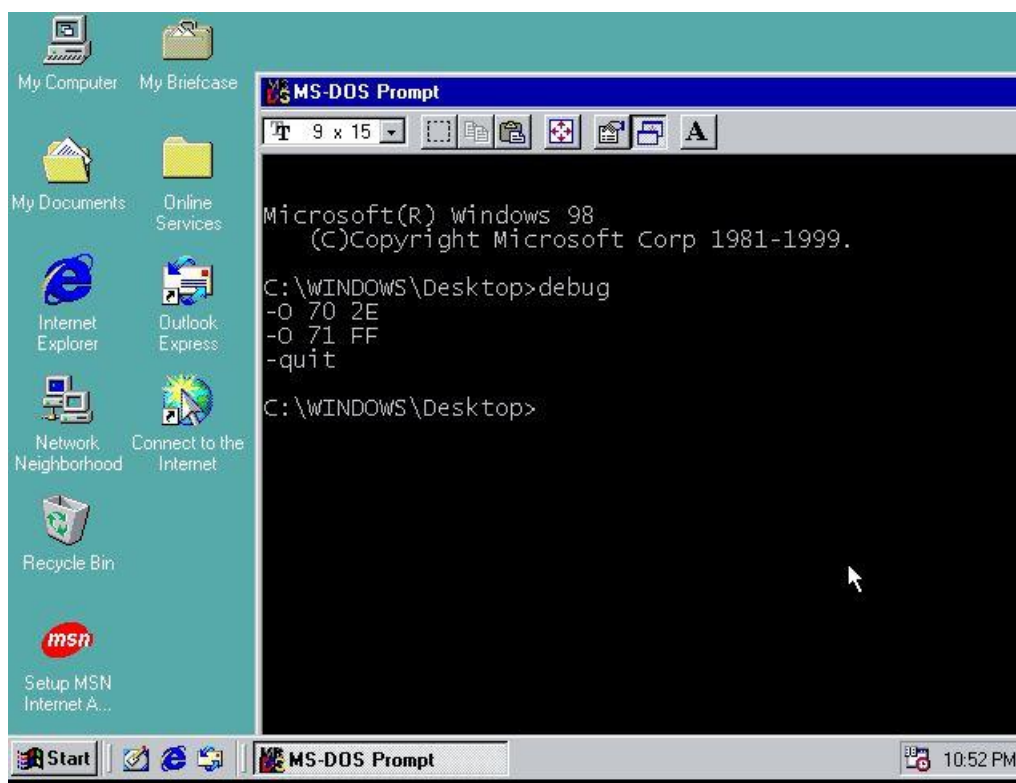 My Computer
My Briefcase
My Documents
Online
Services
Internet
Explorer
Outlook
Express
Network
Neighborhood
Connect to the
Internet
Recycle Bin
msn
Setup MSN
Internet A...
MS-DOS Prompt
9 x 15
A
Microsoft(R) Windows 98
(C)Copyright Microsoft Corp 1981-1999.
C:\WINDOWS\Desktop>debug
-O 70 2E
-O 71 FF
-quit
C:\WINDOWS\Desktop>
Start
MS-DOS Prompt
10:52 PM